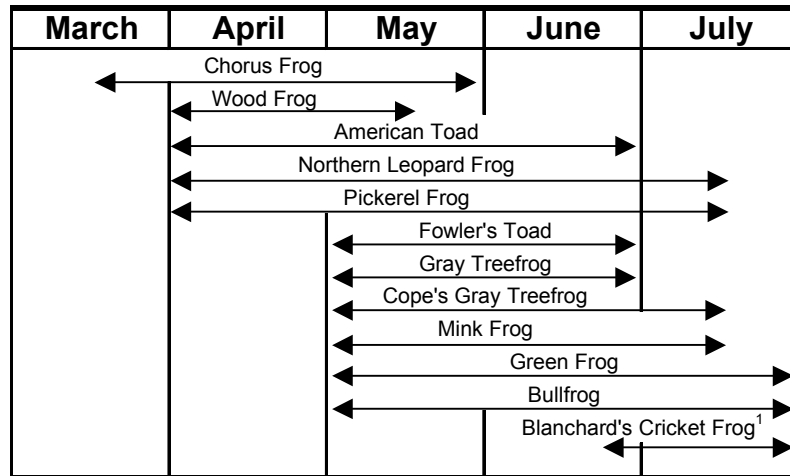 March April May June July
Chorus Frog
Wood Frog
American Toad
Northern Leopard Frog
Pickerel Frog
Fowler's Toad
Gray Treefrog
Cope's Gray Treefrog
Mink Frog
Green Frog
Bullfrog
Blanchard's Cricket Frog¹